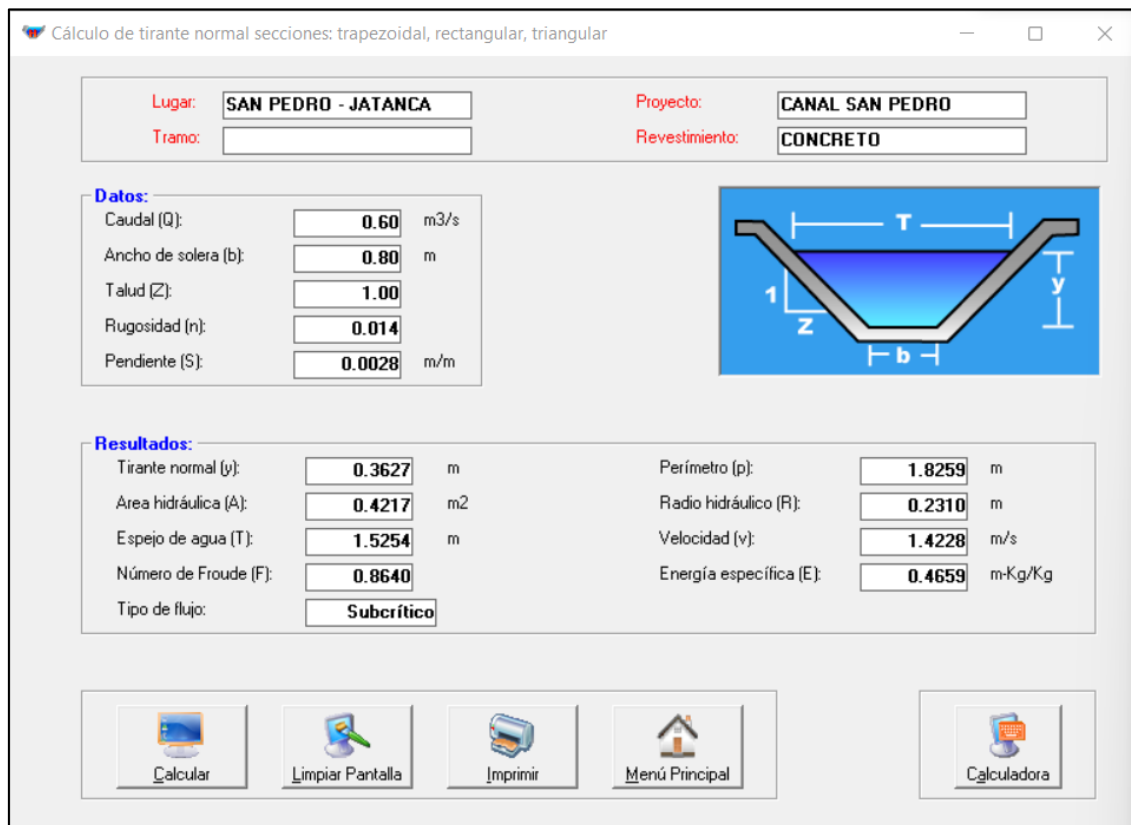 Cálculo de tirante normal secciones: trapezoidal, rectangular, triangular
Lugar: SAN PEDRO - JATANCA Proyecto: CANAL SAN PEDRO
Tramo: Revestimiento: CONCRETO
Datos:
Caudal (Q): 0.60 m3/s
Ancho de solera (b): 0.80 m
Talud (Z): 1.00
Rugosidad (n): 0.014
Pendiente (S): 0.0028 m/m
T
1
Z
y
b
Resultados:
Tirante normal (y): 0.3627 m Perímetro (p): 1.8259 m
Area hidráulica (A): 0.4217 m2 Radio hidráulico (R): 0.2310 m
Espejo de agua (T): 1.5254 m Velocidad (v): 1.4228 m/s
Número de Froude (F): 0.8640 Energía específica (E): 0.4659 m-Kg/Kg
Tipo de flujo: Subcrítico
Calcular Limpiar Pantalla Imprimir Menú Principal Calculadora